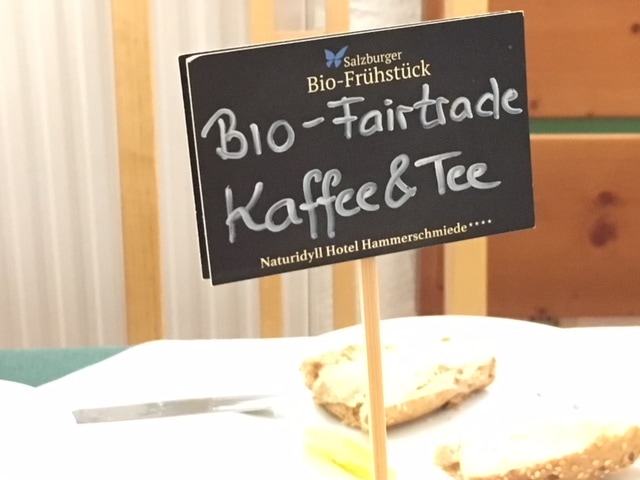 Salzburger
Bio-Frühstück
Bio-Fairtrade
Kaffee & Tee
Naturidyll Hotel Hammerschmiede****